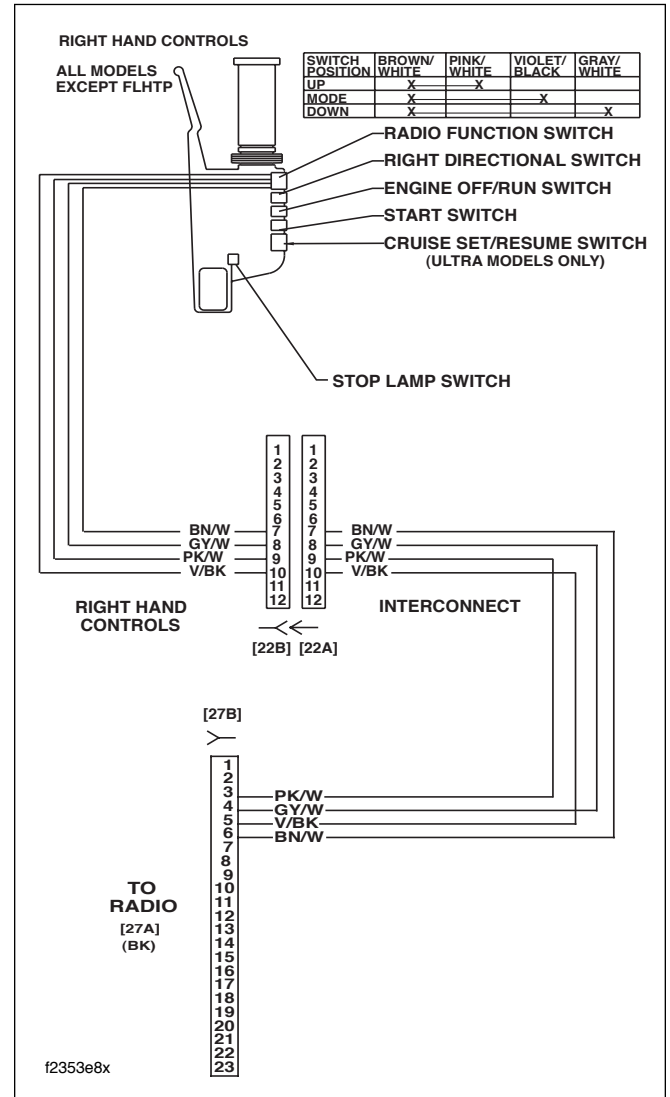 RIGHT HAND CONTROLS
ALL MODELS
EXCEPT FLHTP
SWITCH POSITION BROWN/ WHITE PINK/ WHITE VIOLET/ BLACK GRAY/ WHITE
UP X X
MODE X X
DOWN X X
RADIO FUNCTION SWITCH
RIGHT DIRECTIONAL SWITCH
ENGINE OFF/RUN SWITCH
START SWITCH
CRUISE SET/RESUME SWITCH
(ULTRA MODELS ONLY)
STOP LAMP SWITCH
1 1
2 2
3 3
4 4
5 5
6 6
BN/W 7 7 BN/W
GY/W 8 8 GY/W
PK/W 9 9 PK/W
V/BK 10 10 V/BK
11 11
12 12
RIGHT HAND
CONTROLS
INTERCONNECT
[22B] [22A]
[27B]
1
2
3 PK/W
4 GY/W
5 V/BK
6 BN/W
7
8
9
10
11
12
13
14
15
16
17
18
19
20
21
22
23
TO
RADIO
[27A]
(BK)
f2353e8x